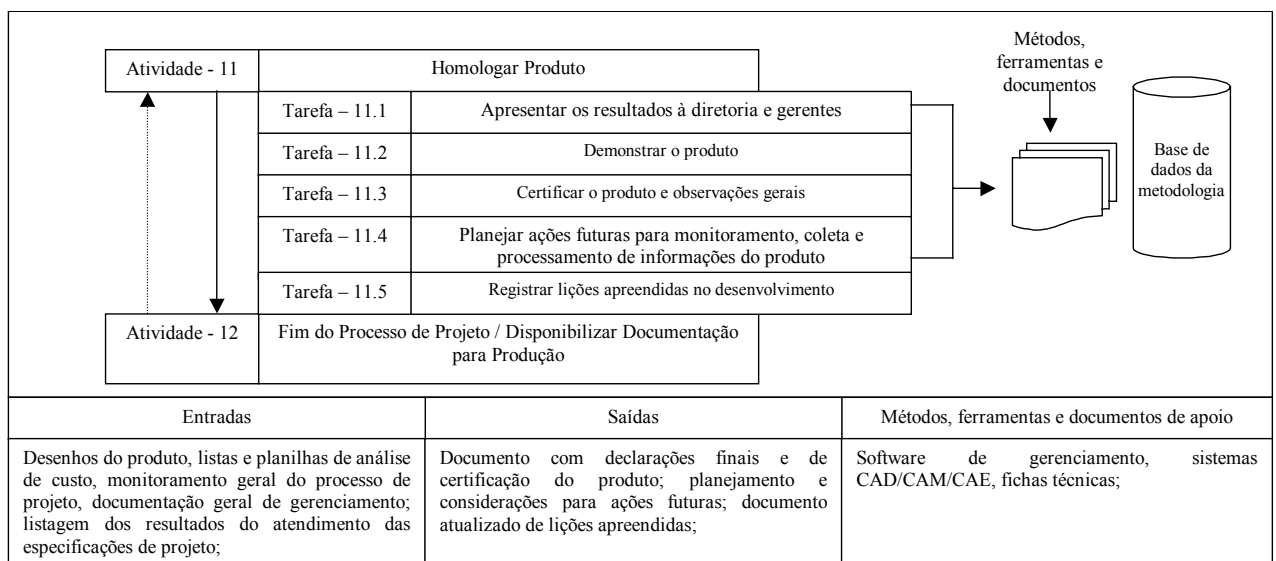 Atividade - 11
Homologar Produto
Tarefa – 11.1
Apresentar os resultados à diretoria e gerentes
Tarefa – 11.2
Demonstrar o produto
Tarefa – 11.3
Certificar o produto e observações gerais
Tarefa – 11.4
Planejar ações futuras para monitoramento, coleta e
processamento de informações do produto
Tarefa – 11.5
Registrar lições apreendidas no desenvolvimento
Atividade - 12
Fim do Processo de Projeto / Disponibilizar Documentação
para Produção
Métodos,
ferramentas e
documentos
Base de
dados da
metodologia
Entradas
Saídas
Métodos, ferramentas e documentos de apoio
Desenhos do produto, listas e planilhas de análise
de custo, monitoramento geral do processo de
projeto, documentação geral de gerenciamento;
listagem dos resultados do atendimento das
especificações de projeto;
Documento com declarações finais e de
certificação do produto; planejamento e
considerações para ações futuras; documento
atualizado de lições apreendidas;
Software de gerenciamento, sistemas
CAD/CAM/CAE, fichas técnicas;